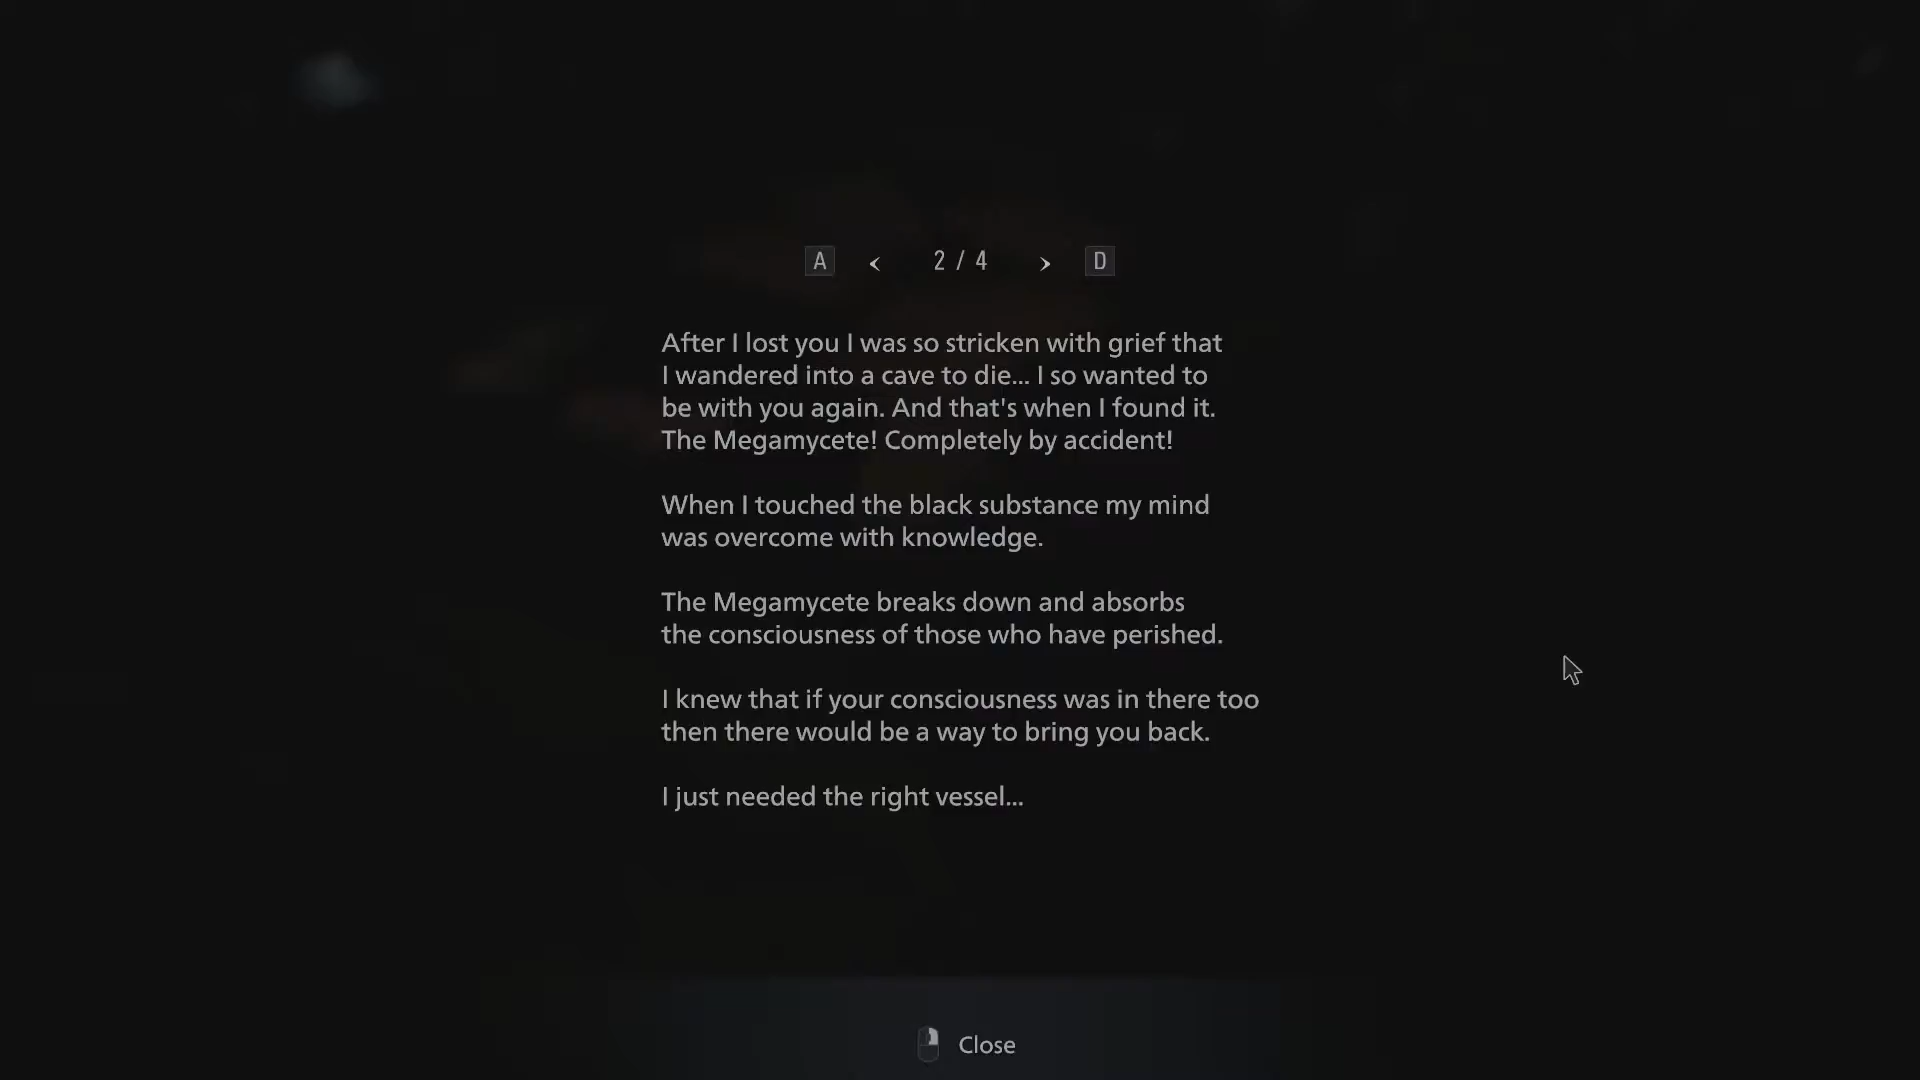 A < 2 / 4 > D
After I lost you I was so stricken with grief that
I wandered into a cave to die... I so wanted to
be with you again. And that's when I found it.
The Megamycete! Completely by accident!
When I touched the black substance my mind
was overcome with knowledge.
The Megamycete breaks down and absorbs
the consciousness of those who have perished.
I knew that if your consciousness was in there too
then there would be a way to bring you back.
I just needed the right vessel...
Close